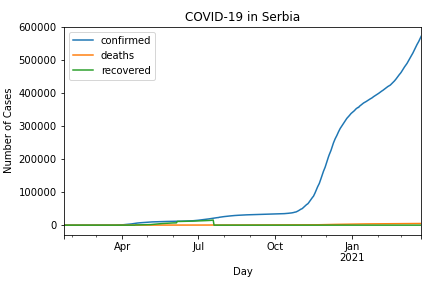 COVID-19 in Serbia
confirmed
deaths
recovered
Number of Cases
600000
500000
400000
300000
200000
100000
0
Apr
Jul
Oct
Jan
2021
Day